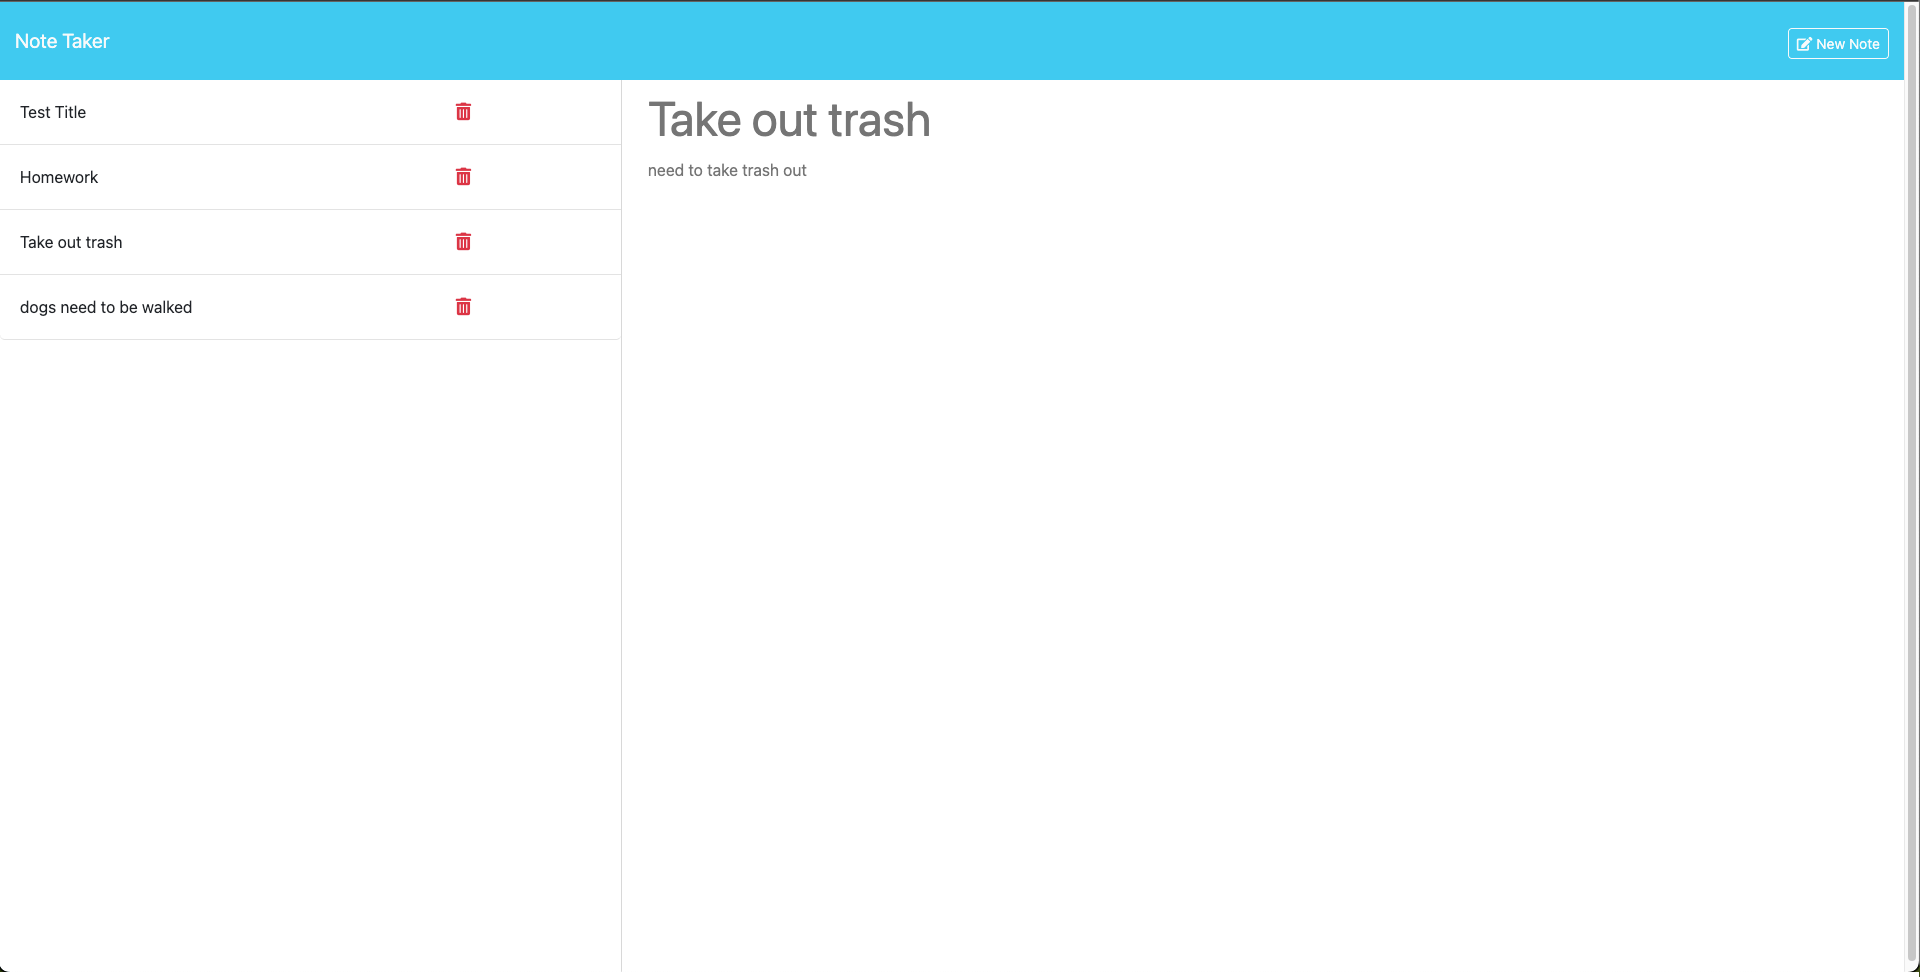 Note Taker
New Note
Test Title
Homework
Take out trash
dogs need to be walked
Take out trash
need to take trash out